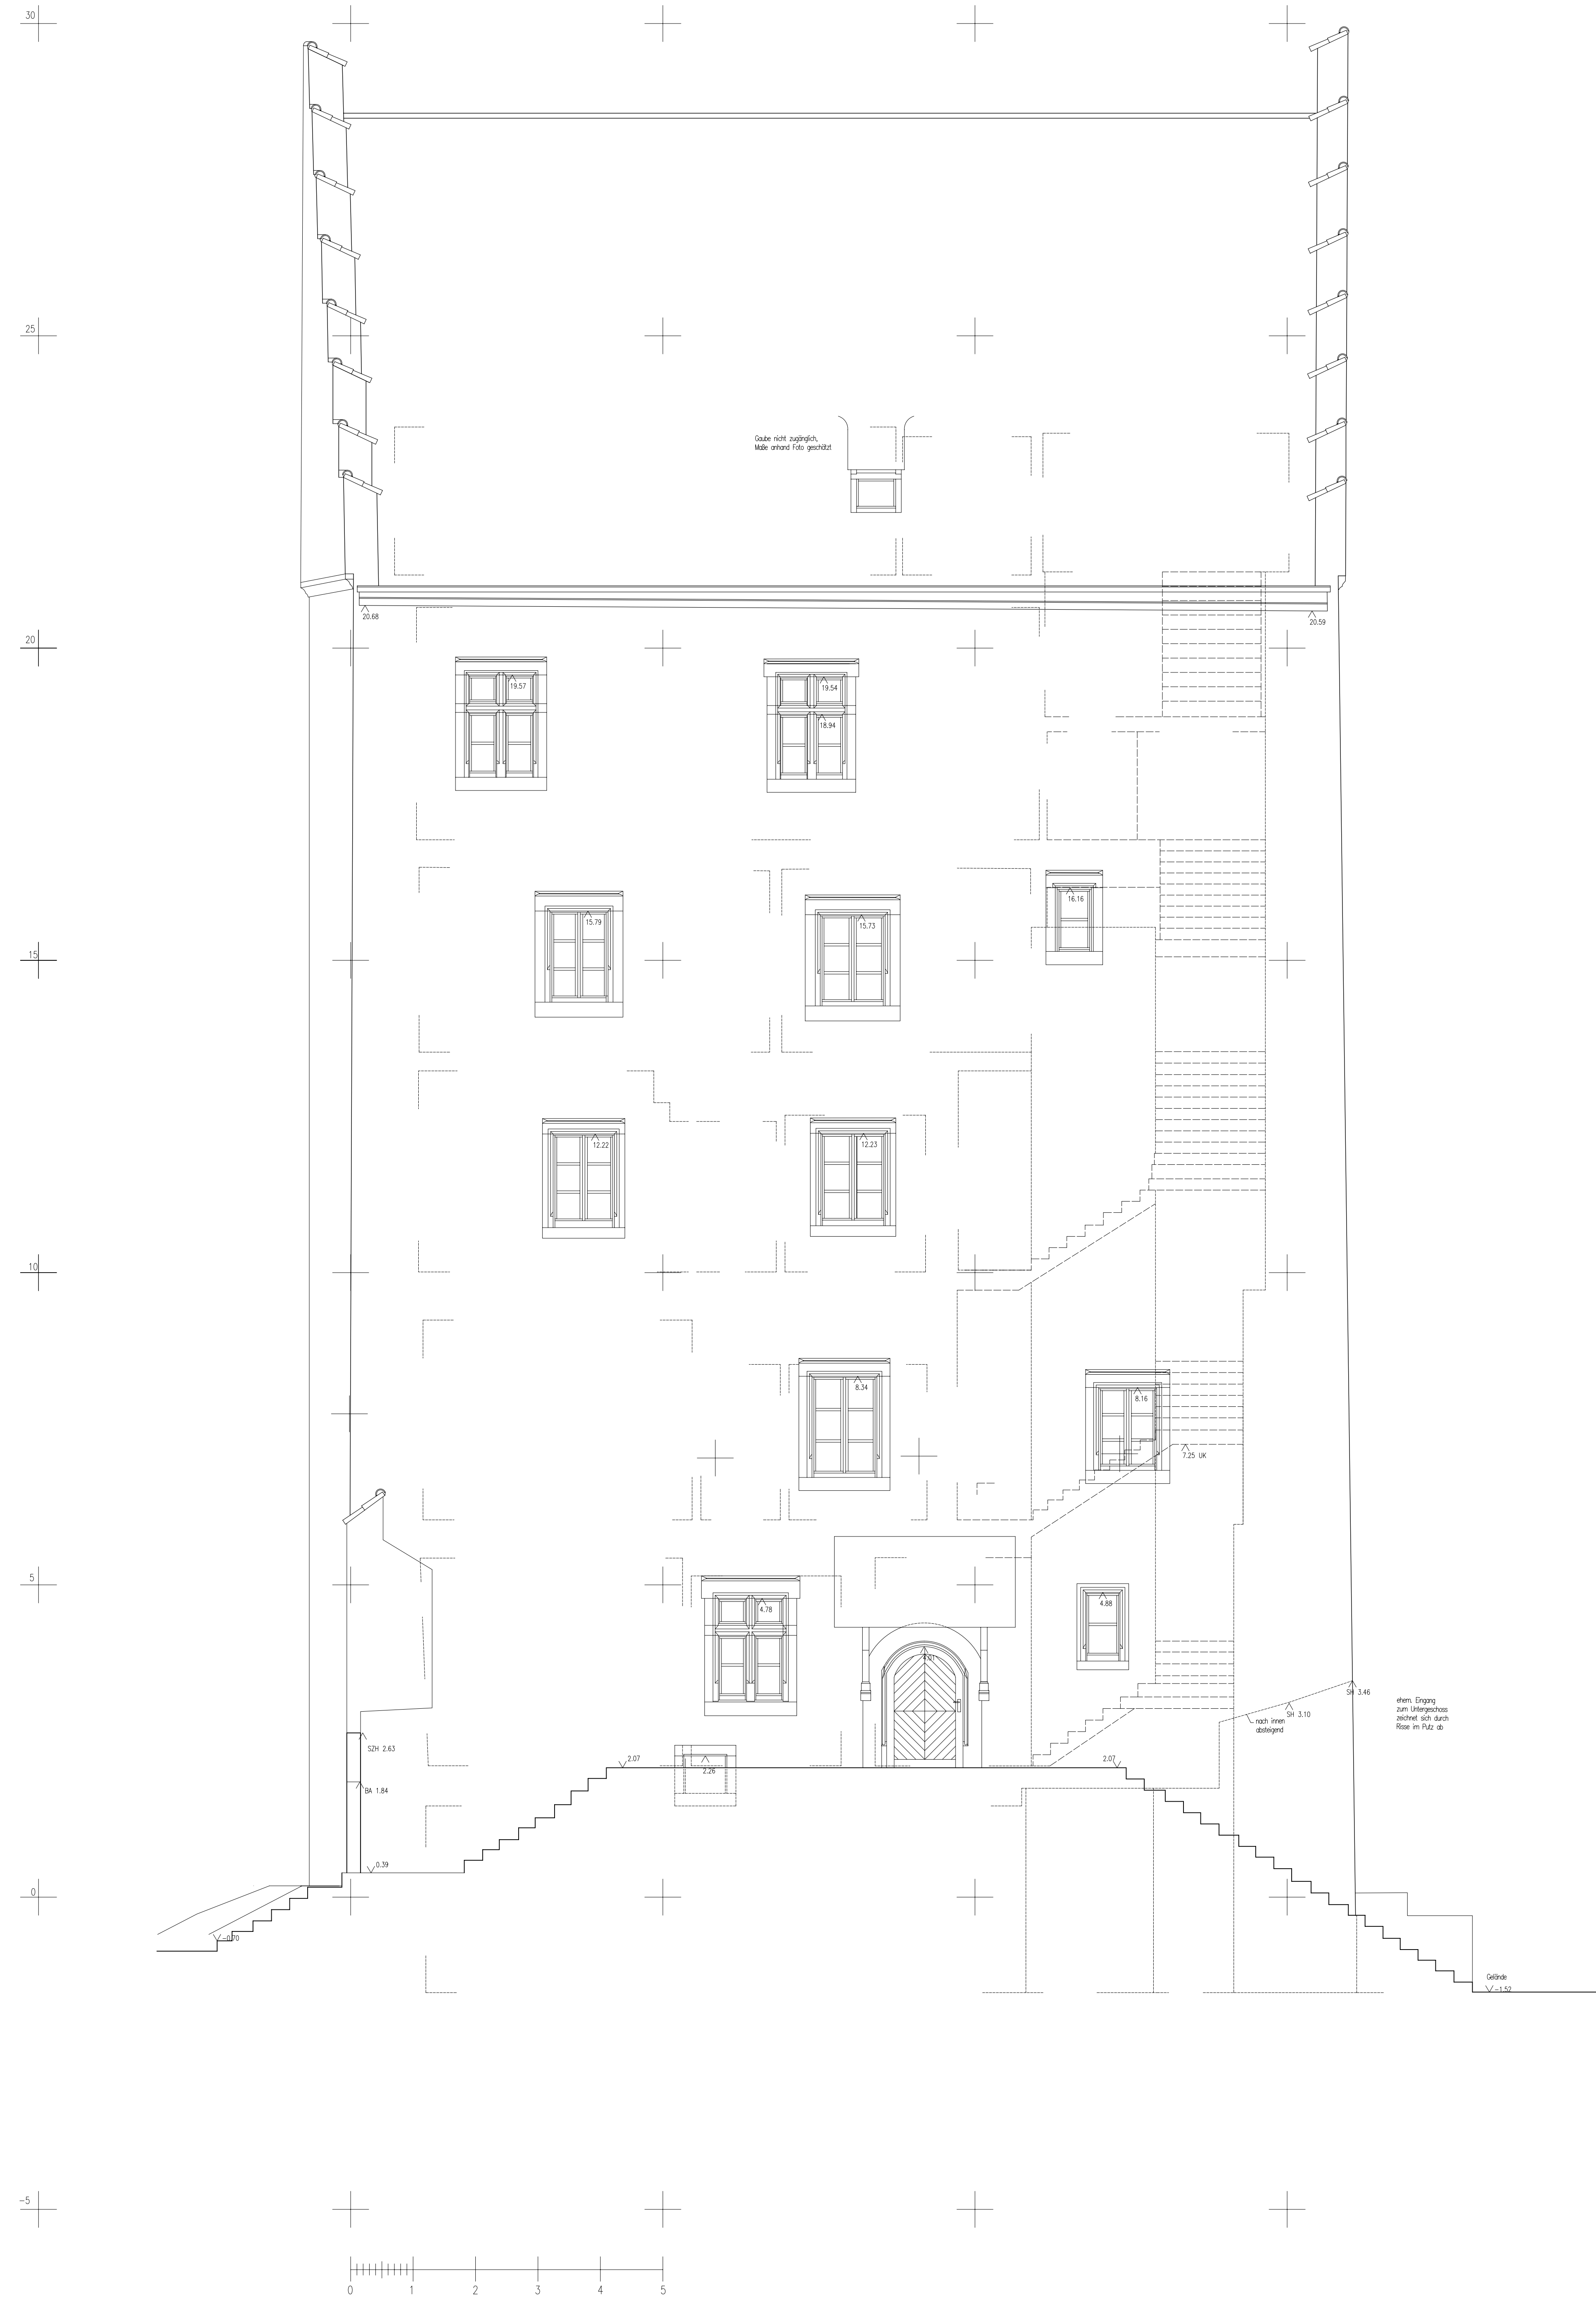 30
25
Gaube nicht zugänglich,
Maße anhand Foto geschätzt
20.68
20.59
20
19.57
19.54
18.94
16.16
15.79
15.73
15
12.22
12.23
10
8.34
8.16
7.25 UK
5
4.78
4.88
4.01
SH 3.46
SH 3.10
nach innen
absteigend
ehem. Eingang
zum Untergeschoss
zeichnet sich durch
Risse im Putz ab
SZH 2.63
2.07
2.07
2.26
BA 1.84
0.39
0
-0.70
Gelände
-1.52
-5
0 1 2 3 4 5